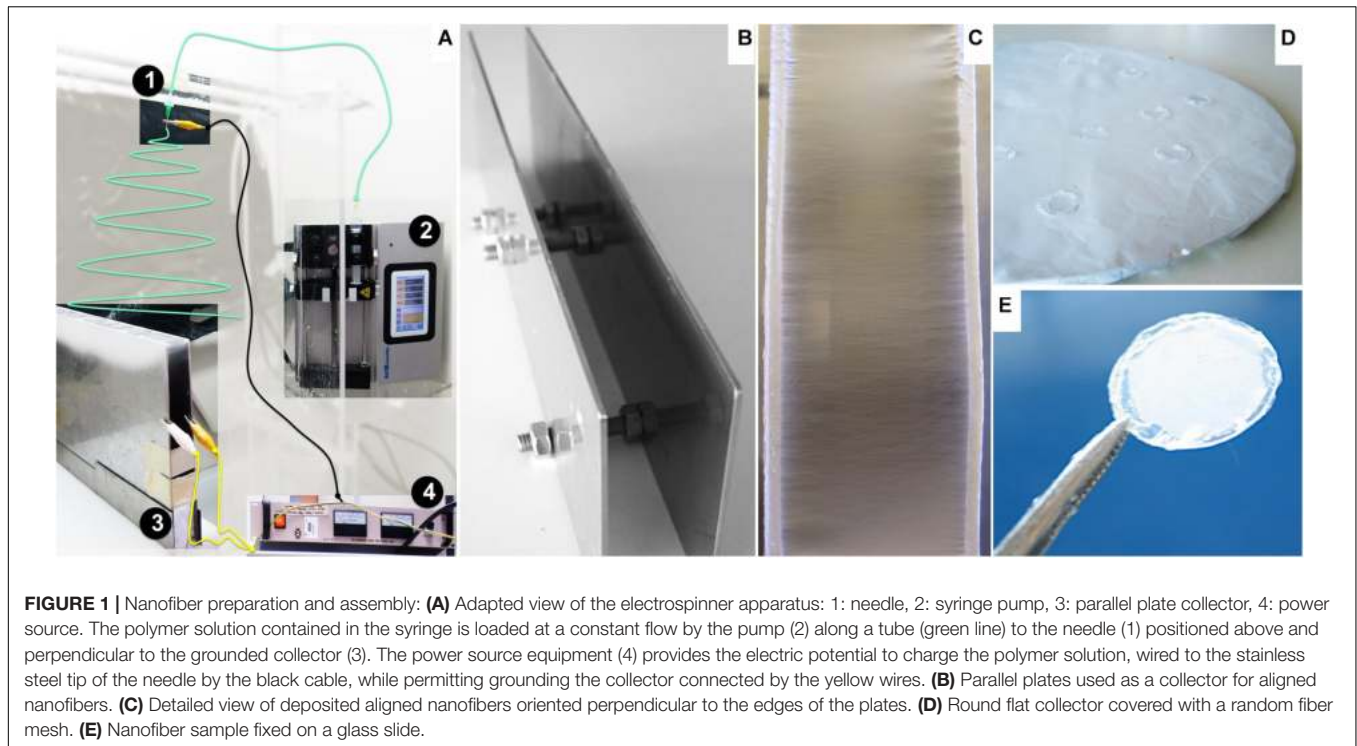 A
B
C
D
1
2
E
3
4
FIGURE 1 | Nanofiber preparation and assembly: (A) Adapted view of the electrospinner apparatus: 1: needle, 2: syringe pump, 3: parallel plate collector, 4: power
source. The polymer solution contained in the syringe is loaded at a constant flow by the pump (2) along a tube (green line) to the needle (1) positioned above and
perpendicular to the grounded collector (3). The power source equipment (4) provides the electric potential to charge the polymer solution, wired to the stainless
steel tip of the needle by the black cable, while permitting grounding the collector connected by the yellow wires. (B) Parallel plates used as a collector for aligned
nanofibers. (C) Detailed view of deposited aligned nanofibers oriented perpendicular to the edges of the plates. (D) Round flat collector covered with a random fiber
mesh. (E) Nanofiber sample fixed on a glass slide.